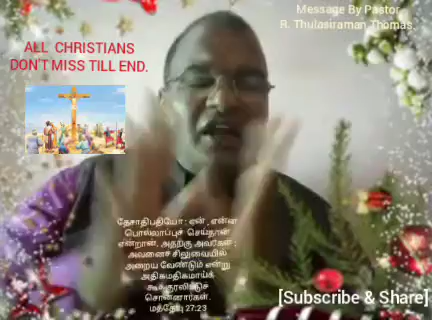 Message By Pastor
R. Thulasiraman Thomas.
ALL CHRISTIANS
DON'T MISS TILL END.
தேசாதிபதியோ : ஏன் , என்ன
பொல்லாப்புச் செய்தான்
என்றான். அதற்கு அவர்கள் :
அவனைச் சிலுவையில்
அறைய வேண்டும் என்று
அதிகமதிகமாய்க்
கூக்குரலிட்டுச்
சொன்னார்கள் .
மத்தேயு 27:23
[Subscribe & Share]